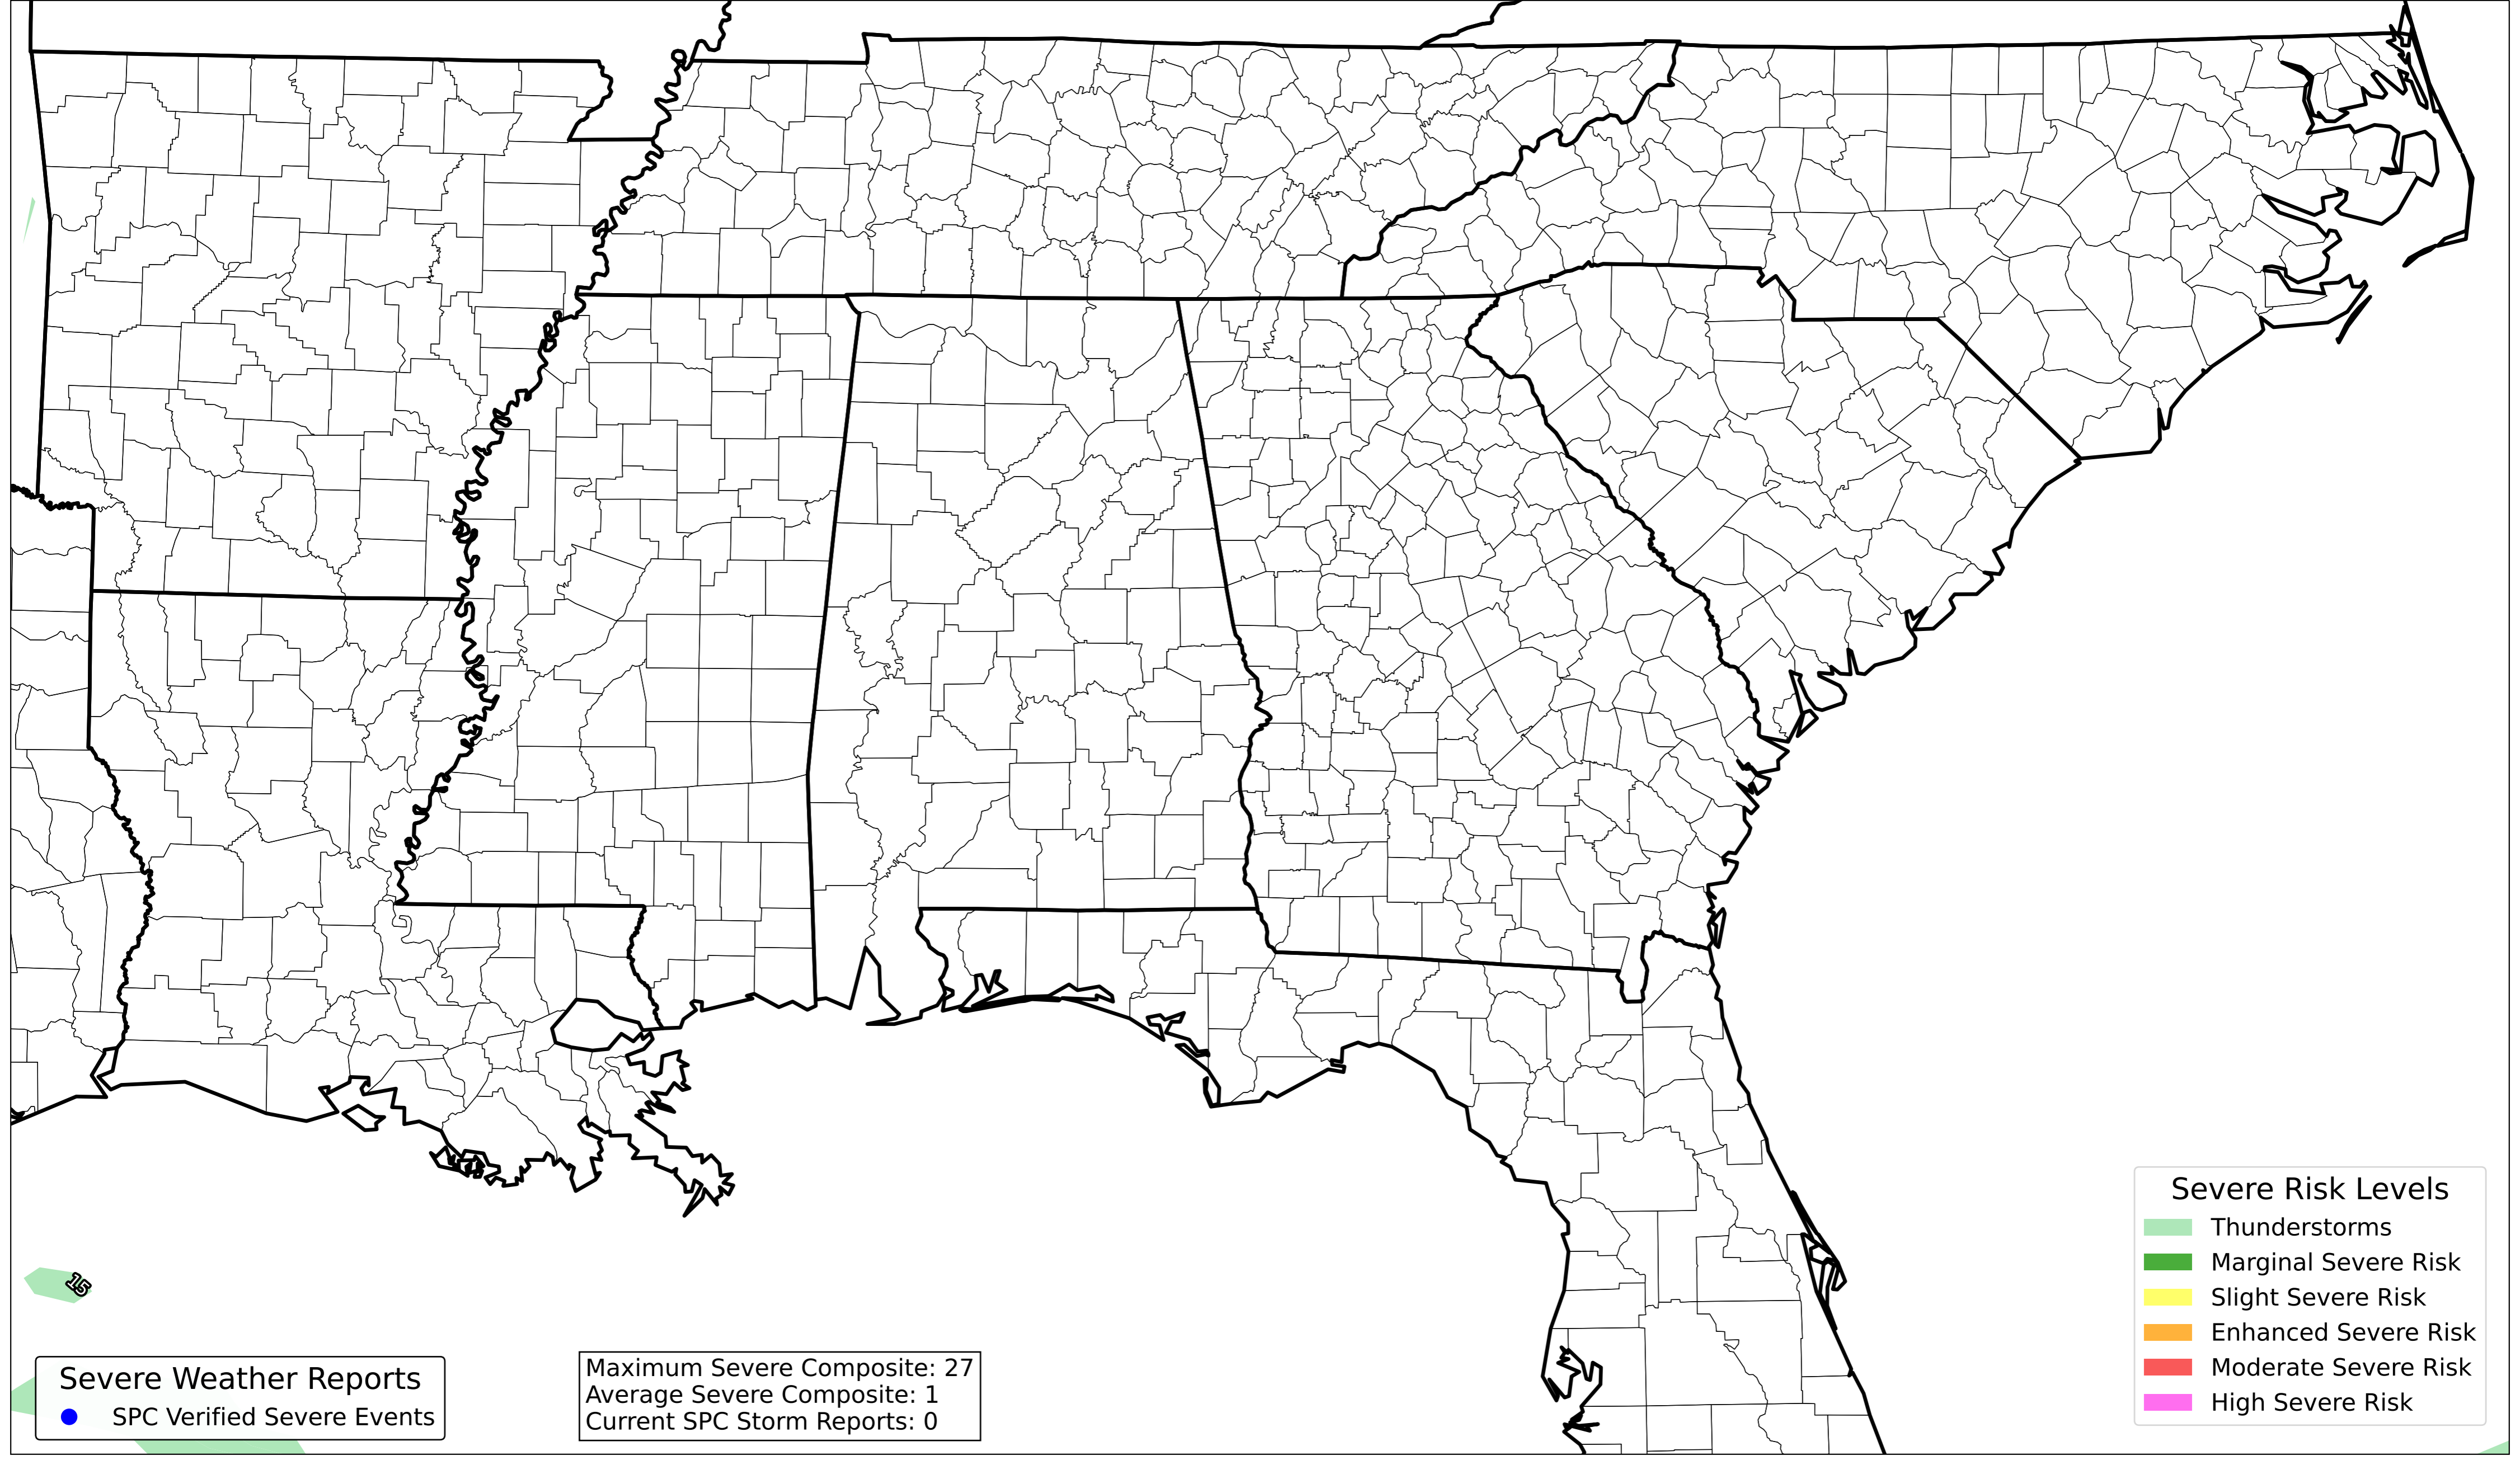 15
Severe Weather Reports
SPC Verified Severe Events
Maximum Severe Composite: 27
Average Severe Composite: 1
Current SPC Storm Reports: 0
Severe Risk Levels
Thunderstorms
Marginal Severe Risk
Slight Severe Risk
Enhanced Severe Risk
Moderate Severe Risk
High Severe Risk